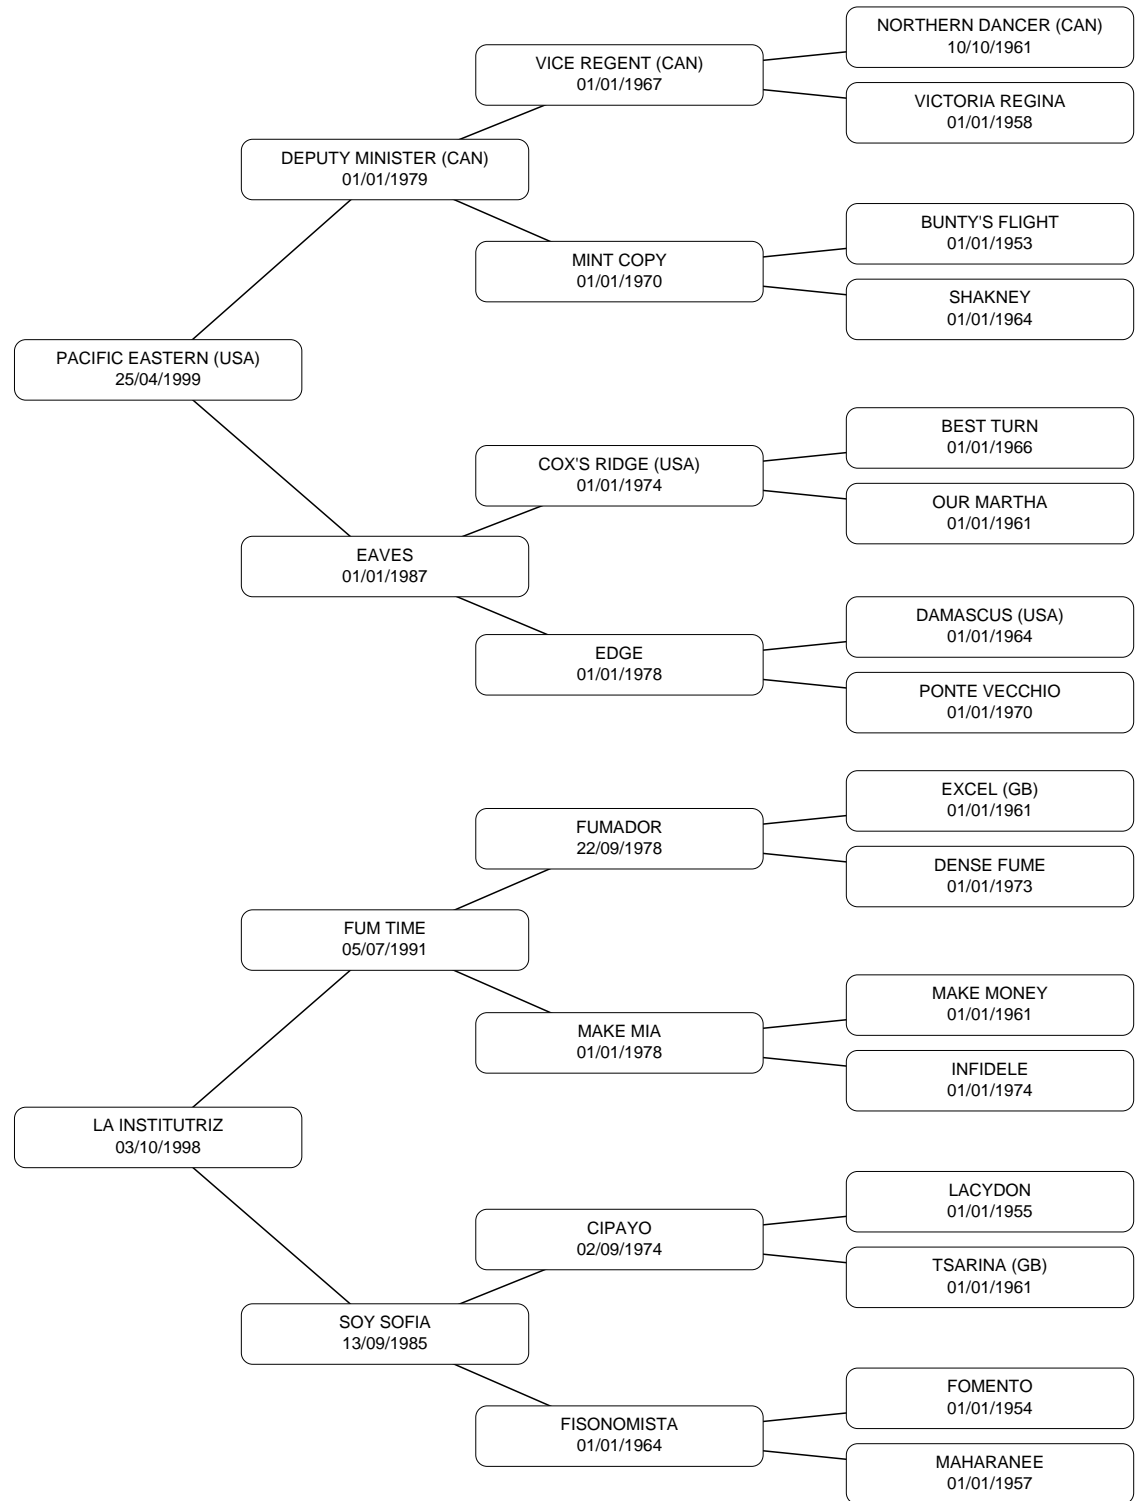 NORTHERN DANCER (CAN)
10/10/1961
VICE REGENT (CAN)
01/01/1967
VICTORIA REGINA
01/01/1958
DEPUTY MINISTER (CAN)
01/01/1979
BUNTY'S FLIGHT
01/01/1953
MINT COPY
01/01/1970
SHAKNEY
01/01/1964
PACIFIC EASTERN (USA)
25/04/1999
BEST TURN
01/01/1966
COX'S RIDGE (USA)
01/01/1974
OUR MARTHA
01/01/1961
EAVES
01/01/1987
DAMASCUS (USA)
01/01/1964
EDGE
01/01/1978
PONTE VECCHIO
01/01/1970
EXCEL (GB)
01/01/1961
FUMADOR
22/09/1978
DENSE FUME
01/01/1973
FUM TIME
05/07/1991
MAKE MONEY
01/01/1961
MAKE MIA
01/01/1978
INFIDELE
01/01/1974
LA INSTITUTRIZ
03/10/1998
LACYDON
01/01/1955
CIPAYO
02/09/1974
TSARINA (GB)
01/01/1961
SOY SOFIA
13/09/1985
FOMENTO
01/01/1954
FISONOMISTA
01/01/1964
MAHARANEE
01/01/1957